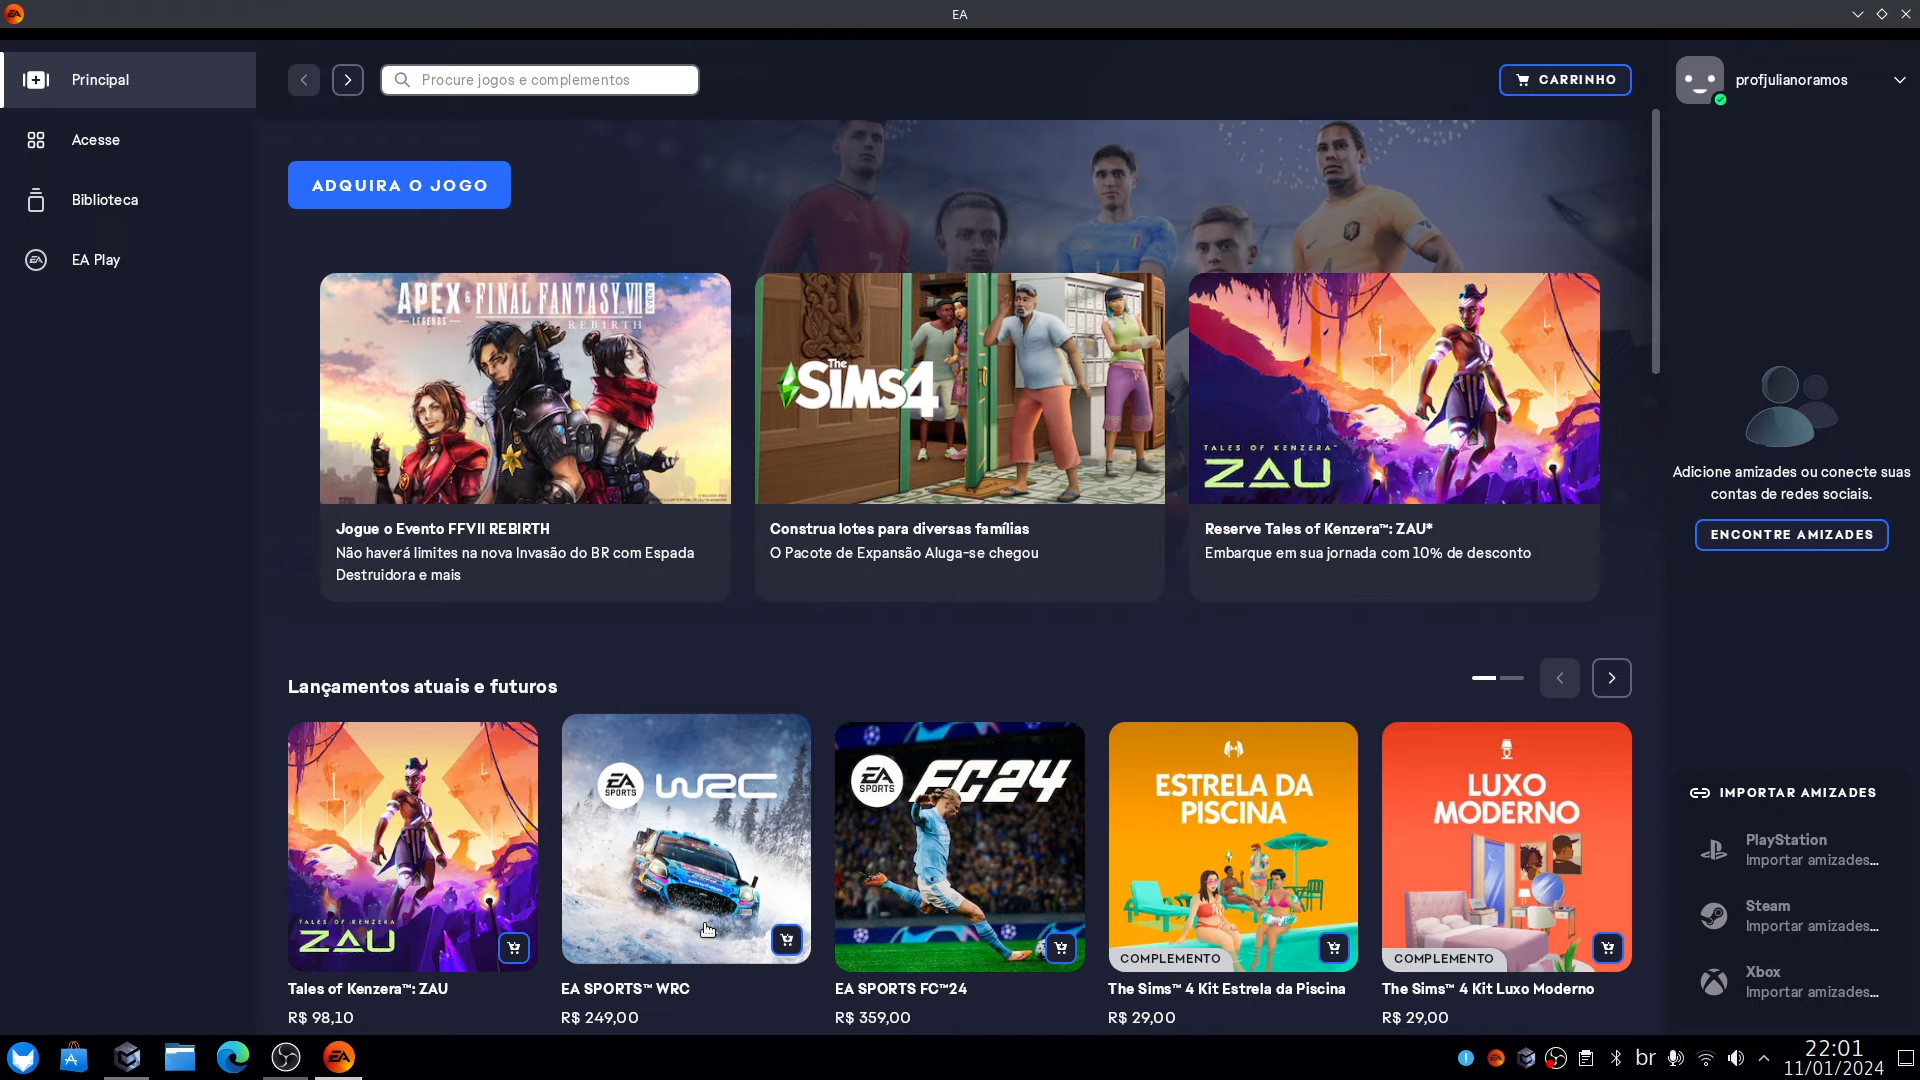 EA
Principal
Acesse
Biblioteca
EA Play
Procure jogos e complementos
CARRINHO
profjulianoramos
ADQUIRA O JOGO
APEX & FINAL FANTASY VII EVENT
LEGENDS REBIRTH
Jogue o Evento FFVII REBIRTH
Não haverá limites na nova Invasão do BR com Espada
Destruidora e mais
The
SIMS4
Construa lotes para diversas famílias
O Pacote de Expansão Aluga-se chegou
TALES OF KENZERA™
ZAU
Reserve Tales of Kenzera™: ZAU*
Embarque em sua jornada com 10% de desconto
Adicione amizades ou conecte suas
contas de redes sociais.
ENCONTRE AMIZADES
Lançamentos atuais e futuros
TALES OF KENZERA
ZAU
Tales of Kenzera™: ZAU
R$ 98,10
EA
SPORTS
WRC
EA SPORTS™ WRC
R$ 249,00
EA
SPORTS
FC24
EA SPORTS FC™24
R$ 359,00
ESTRELA DA
PISCINA
COMPLEMENTO
The Sims™ 4 Kit Estrela da Piscina
R$ 29,00
LUXO
MODERNO
COMPLEMENTO
The Sims™ 4 Kit Luxo Moderno
R$ 29,00
IMPORTAR AMIZADES
PlayStation
Importar amizades...
Steam
Importar amizades...
Xbox
Importar amizades...
EA
br
22:01
11/01/2024